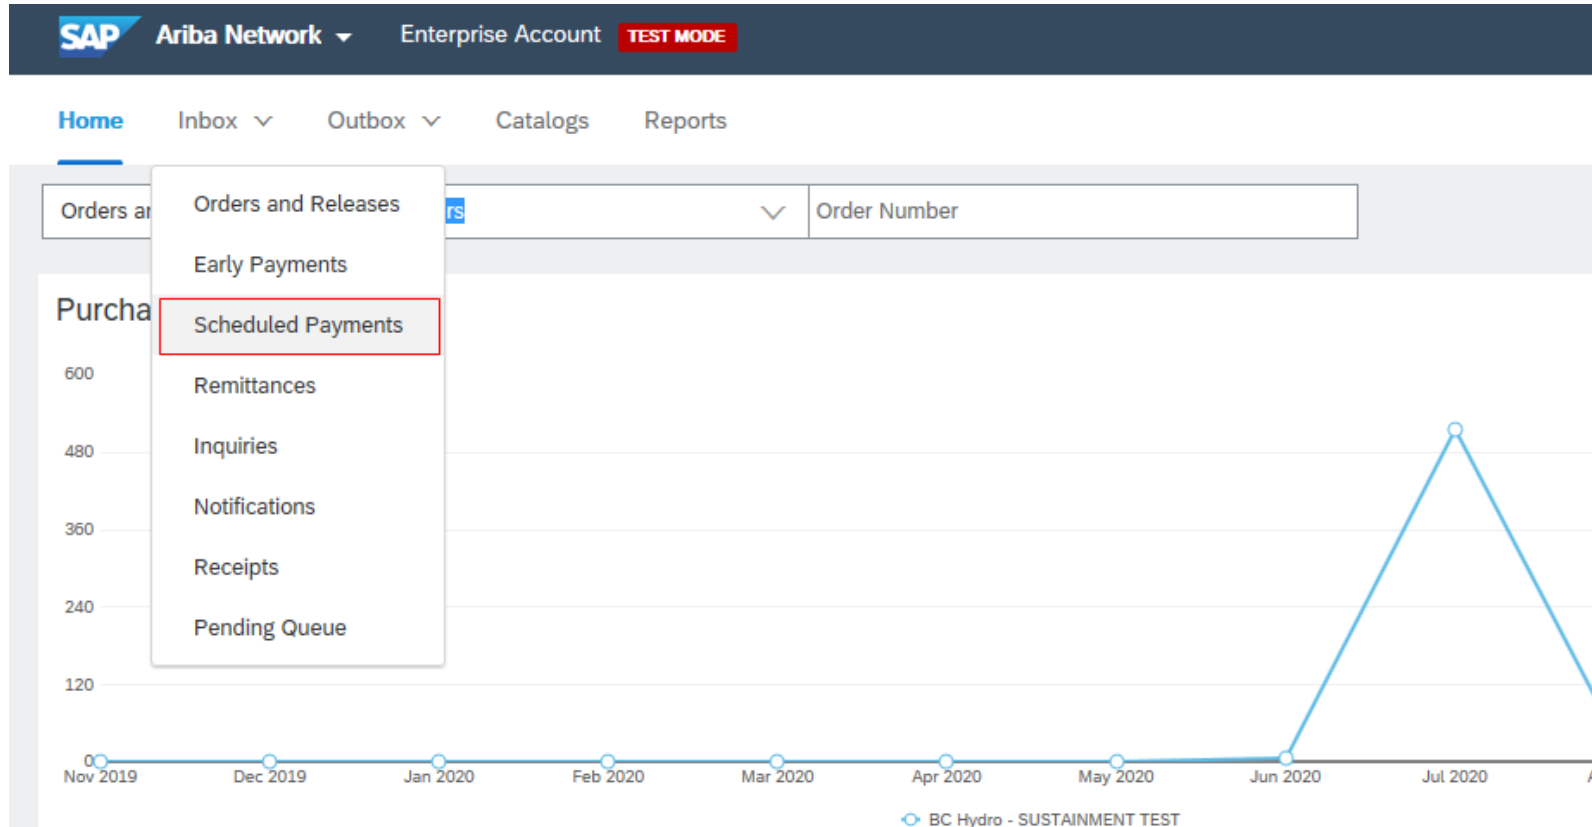 SAP Ariba Network Enterprise Account TEST MODE
Home Inbox Outbox Catalogs Reports
Orders ar rs Order Number
Orders and Releases
Early Payments
Scheduled Payments
Remittances
Inquiries
Notifications
Receipts
Pending Queue
Purcha
600
480
360
240
120
0
Nov 2019 Dec 2019 Jan 2020 Feb 2020 Mar 2020 Apr 2020 May 2020 Jun 2020 Jul 2020
BC Hydro - SUSTAINMENT TEST